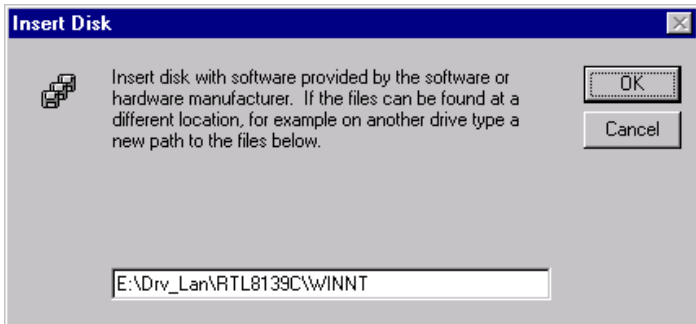 Insert Disk
Insert disk with software provided by the software or
hardware manufacturer.  If the files can be found at a
different location, for example on another drive type a
new path to the files below.
OK
Cancel
E:\Drv_Lan\RTL8139C\WINNT